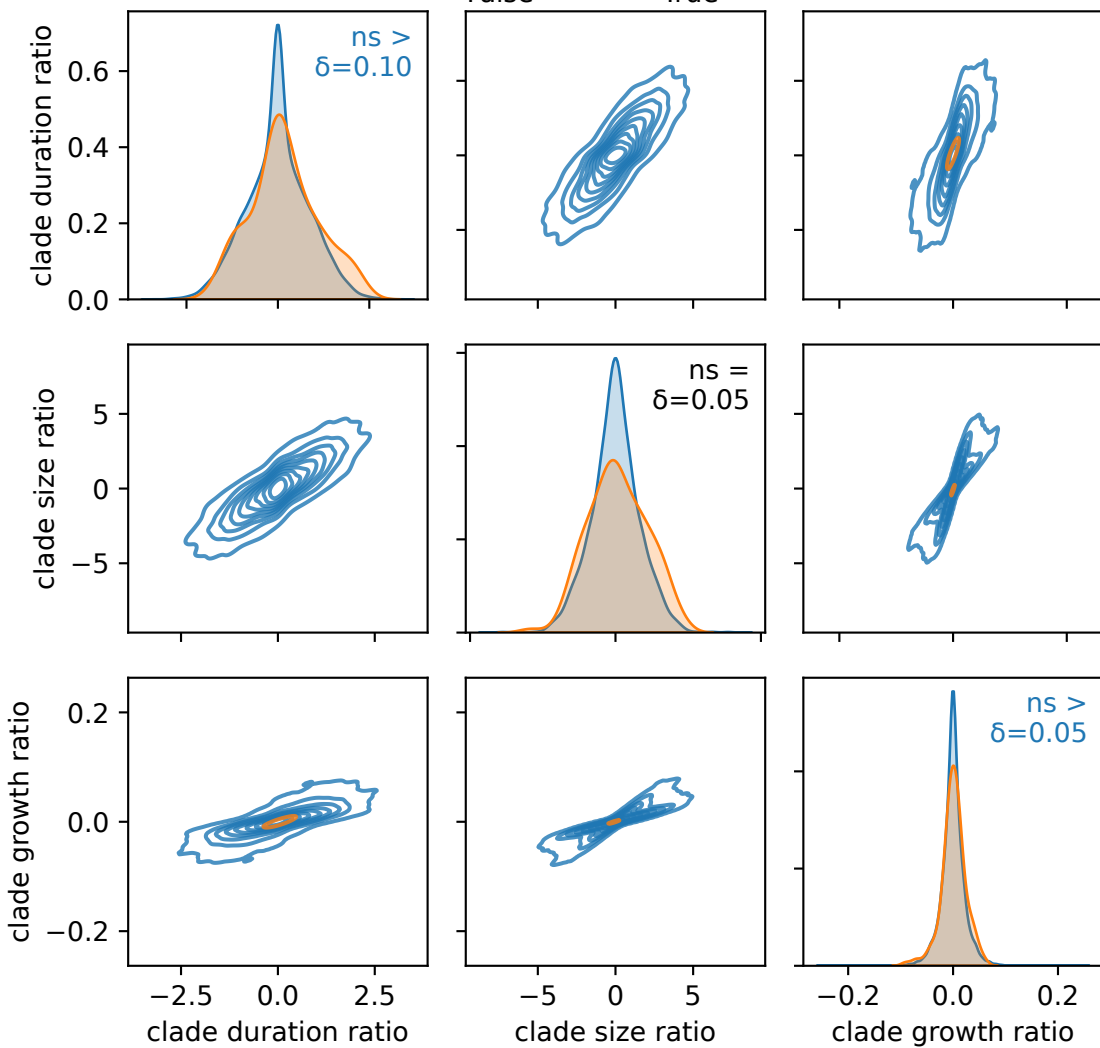 ns >
δ=0.10
clade duration ratio
0.6
0.4
0.2
0.0
ns =
δ=0.05
clade size ratio
5
0
−5
ns >
δ=0.05
clade growth ratio
0.2
0.0
−0.2
−2.5 0.0 2.5
−5 0 5
−0.2 0.0 0.2
clade duration ratio
clade size ratio
clade growth ratio